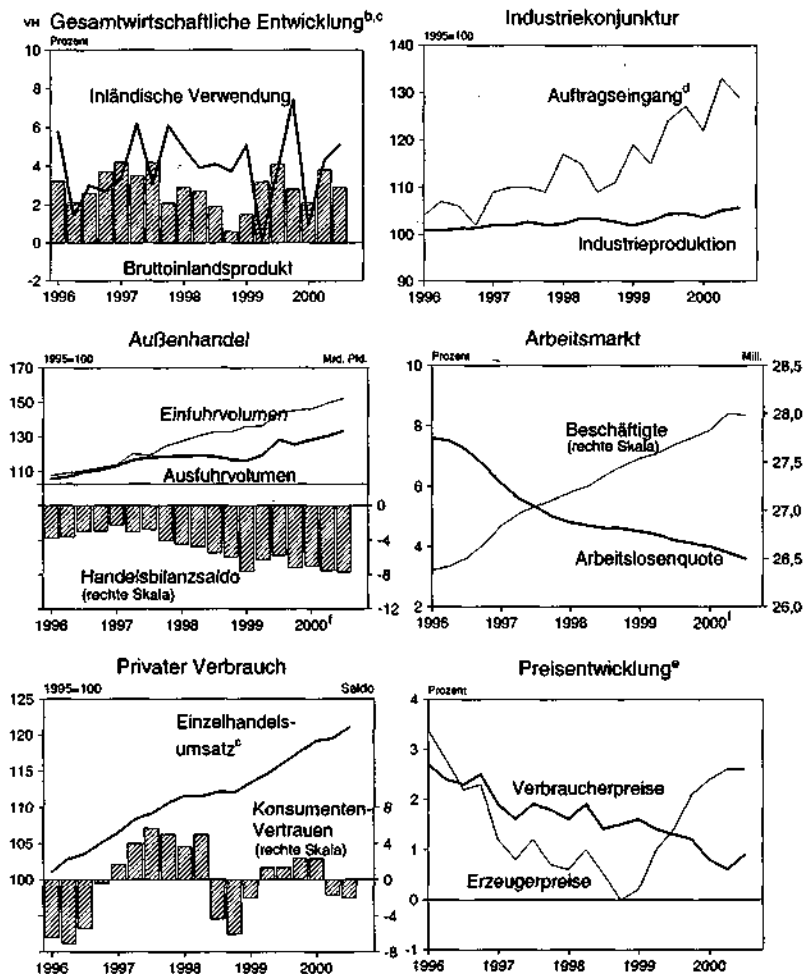 VH Gesamtwirtschaftliche Entwicklung b,c
Prozent
10
8
6
4
2
0
-2
Inländische Verwendung
Bruttoinlandsprodukt
1996 1997 1998 1999 2000
Industriekonjunktur
1995=100
140
130
120
110
100
90
Auftragseingang d
Industrieproduktion
1996 1997 1998 1999 2000
Außenhandel
1995=100 Mrd. Pfd.
170
150
130
110
Einfuhrvolumen
Ausfuhrvolumen
0
-4
-8
-12
Handelsbilanzsaldo
(rechte Skala)
1996 1997 1998 1999 2000 f
Arbeitsmarkt
Prozent Mill.
10 28,5
8 28,0
27,5
6 27,0
4 26,5
2 26,0
Beschäftigte
(rechte Skala)
Arbeitslosenquote
1996 1997 1998 1999 2000 f
Privater Verbrauch
1995=100 Saldo
125
120
115
110
105
100
Einzelhandels-
umsatz c
Konsumenten-
Vertrauen
(rechte Skala)
8
4
0
-4
-8
1996 1997 1998 1999 2000
Preisentwicklung e
Prozent
4
3
2
1
0
-1
Verbraucherpreise
Erzeugerpreise
1996 1997 1998 1999 2000